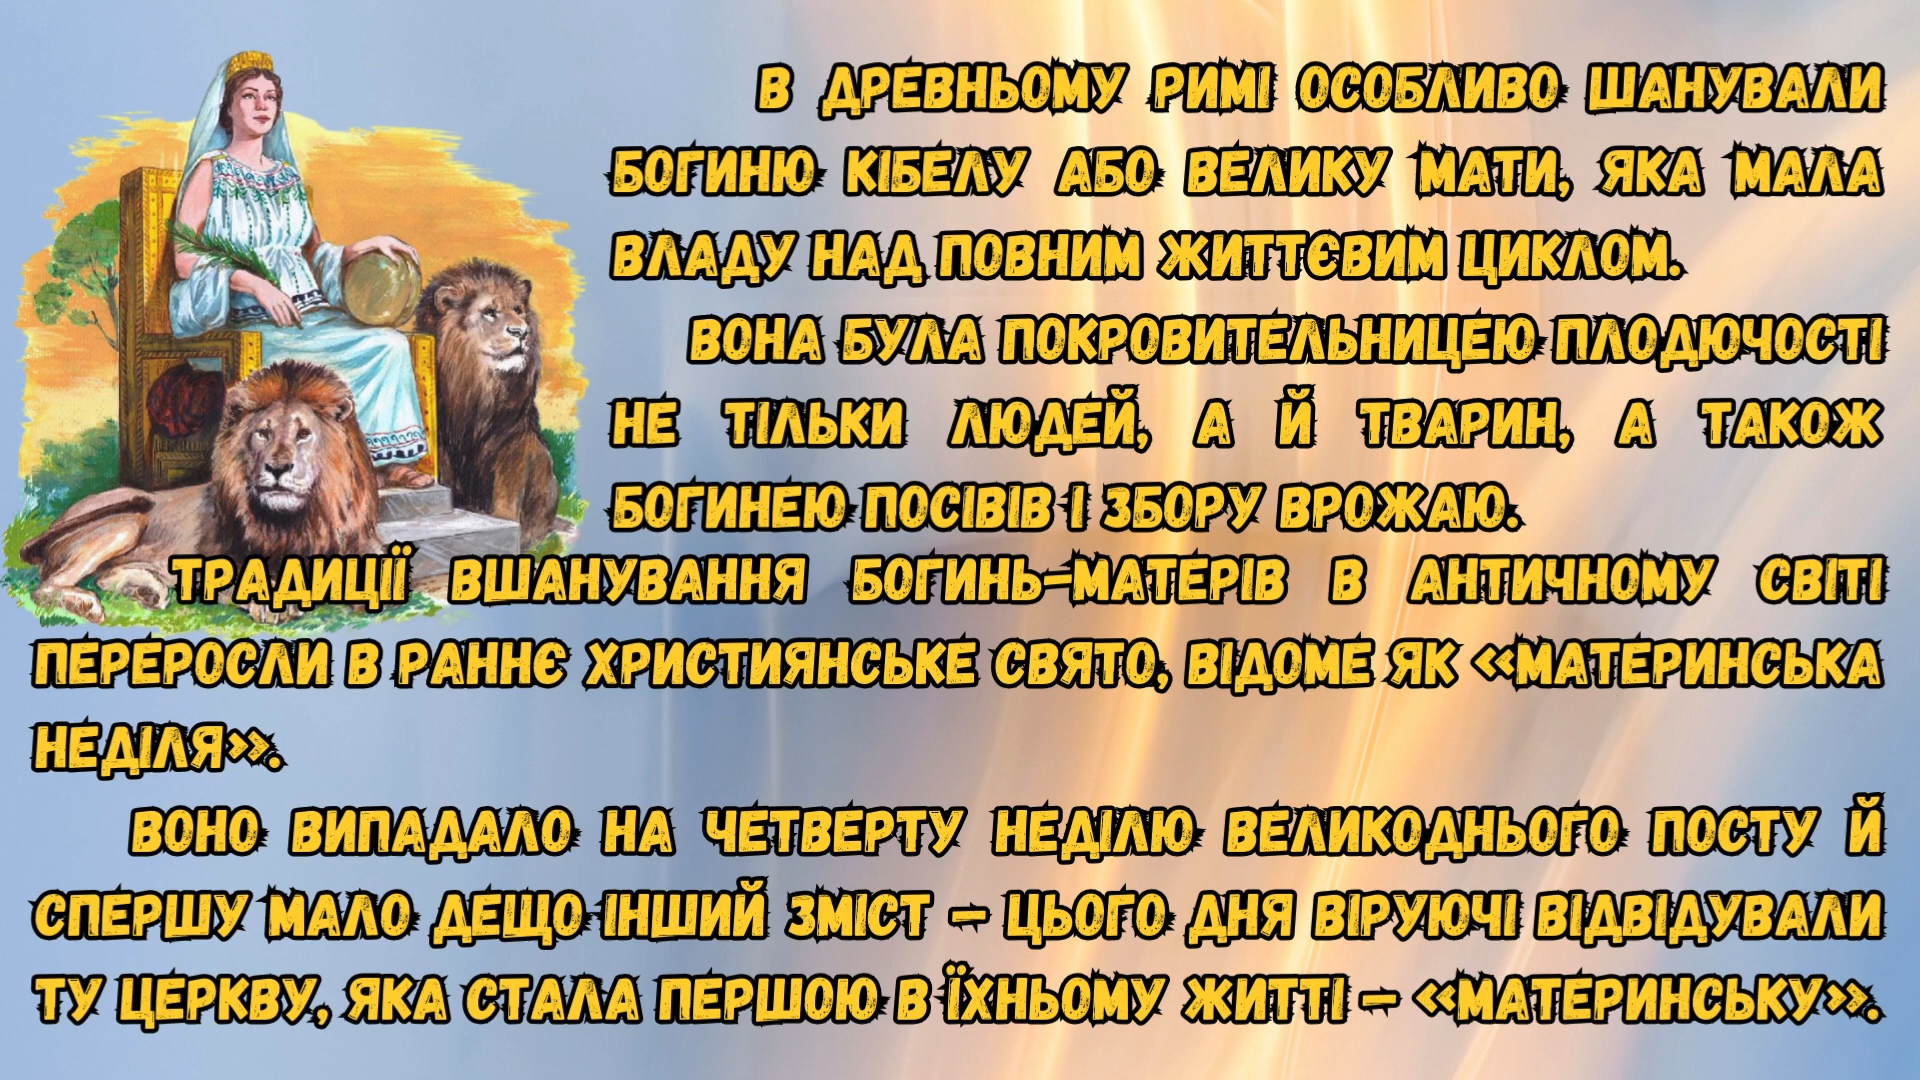 В ДРЕВНЬОМУ РИМІ ОСОБЛИВО ШАНУВАЛИ
БОГИНЮ КІБЕЛУ АБО ВЕЛИКУ МАТИ, ЯКА МАЛА
ВЛАДУ НАД ПОВНИМ ЖИТТЄВИМ ЦИКЛОМ.
ВОНА БУЛА ПОКРОВИТЕЛЬНИЦЕЮ ПЛОДЮЧОСТІ
НЕ ТІЛЬКИ ЛЮДЕЙ, А Й ТВАРИН, А ТАКОЖ
БОГИНЕЮ ПОСІВІВ І ЗБОРУ ВРОЖАЮ.
ТРАДИЦІЇ ВШАНУВАННЯ БОГИНЬ-МАТЕРІВ В АНТИЧНОМУ СВІТІ
ПЕРЕРОСЛИ В РАННЄ ХРИСТИЯНСЬКЕ СВЯТО, ВІДОМЕ ЯК «МАТЕРИНСЬКА
НЕДІЛЯ».
ВОНО ВИПАДАЛО НА ЧЕТВЕРТУ НЕДІЛЮ ВЕЛИКОДНЬОГО ПОСТУ Й
СПЕРШУ МАЛО ДЕЩО ІНШИЙ ЗМІСТ – ЦЬОГО ДНЯ ВІРУЮЧІ ВІДВІДУВАЛИ
ТУ ЦЕРКВУ, ЯКА СТАЛА ПЕРШОЮ В ЇХНЬОМУ ЖИТТІ – «МАТЕРИНСЬКУ».